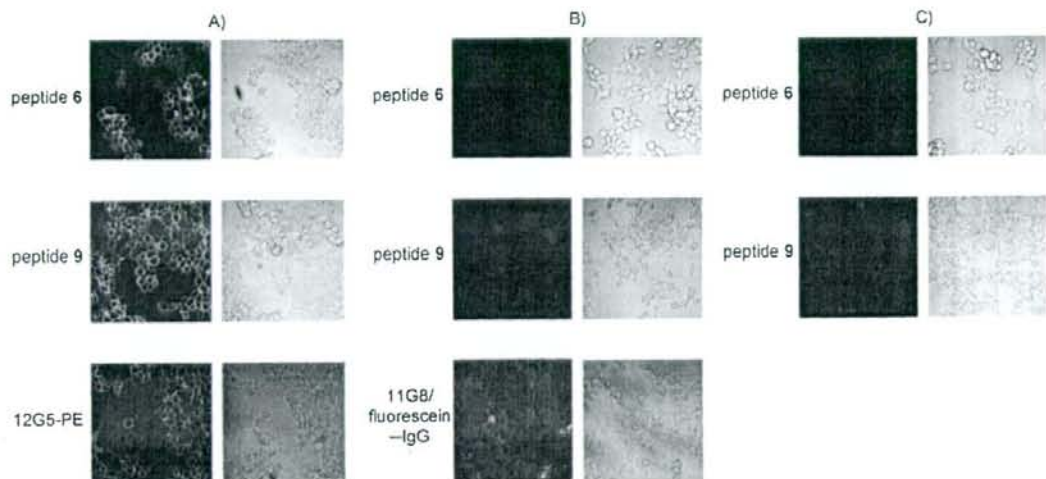 A)
B)
C)
peptide 6
peptide 6
peptide 6
peptide 9
peptide 9
peptide 9
12G5-PE
11G8/
fluorescein
—IgG